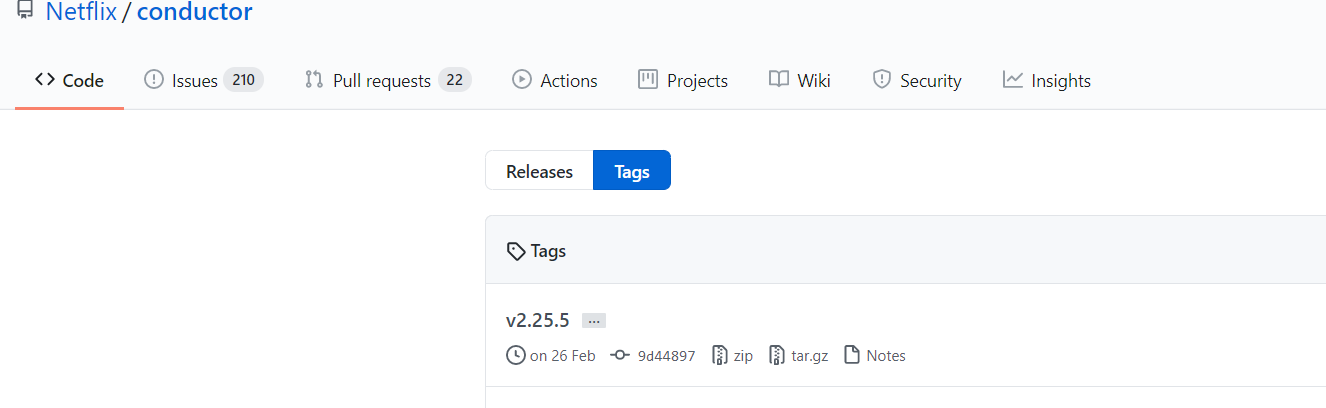 Netflix / conductor
Code Issues 210 Pull requests 22 Actions Projects Wiki Security Insights
Releases Tags
Tags
v2.25.5 ...
on 26 Feb 9d44897 zip tar.gz Notes